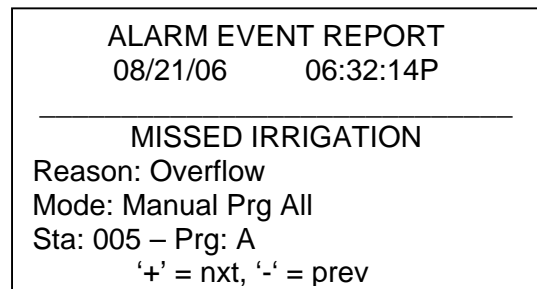 ALARM EVENT REPORT
08/21/06 06:32:14P
MISSED IRRIGATION
Reason: Overflow
Mode: Manual Prg All
Sta: 005 – Prg: A
‘+’ = nxt, ‘-‘ = prev